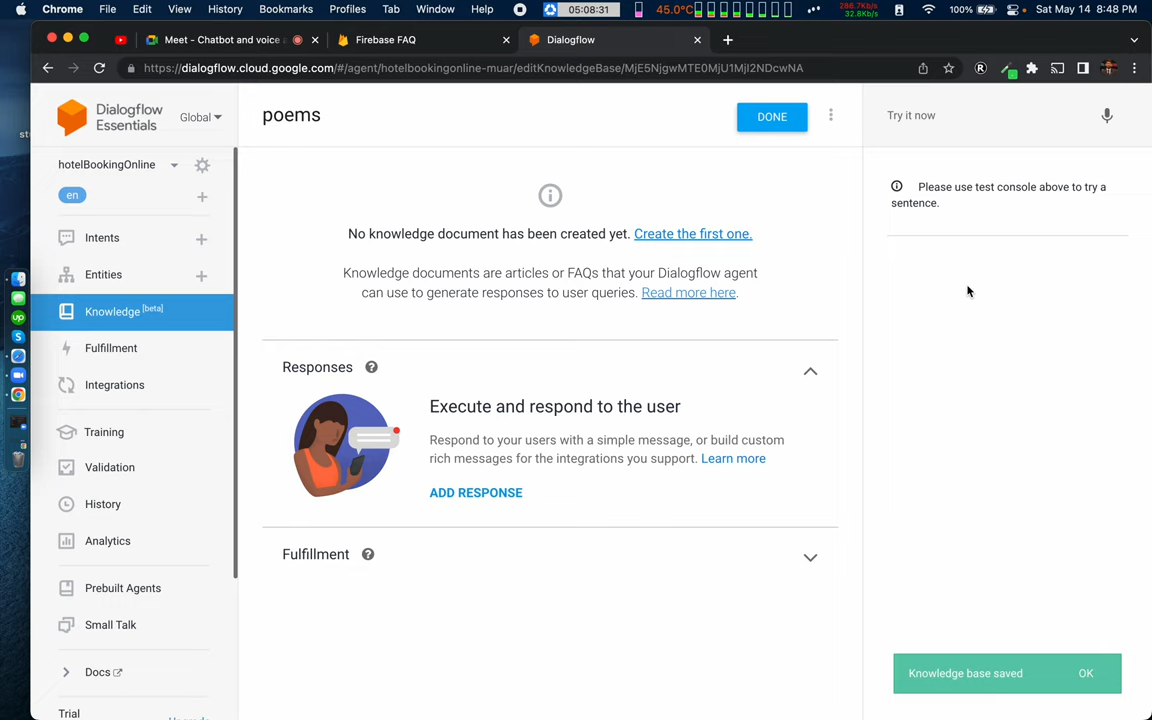 Chrome File Edit View History Bookmarks Profiles Tab Window Help 05:08:31 45.0°C 286.7Kb/s 32.8Kb/s 100% Sat May 14 8:48 PM
Meet - Chatbot and voice Firebase FAQ Dialogflow
https://dialogflow.cloud.google.com/#/agent/hotelbookingonline-muar/editKnowledgeBase/MjE5NjgwMTE0MjU1MjI2NDcwNA
Dialogflow
Essentials
Global
poems
DONE
Try it now
hotelBookingOnline
en
Please use test console above to try a
sentence.
Intents
Entities
Knowledge [beta]
Fulfillment
Integrations
Training
Validation
History
Analytics
Prebuilt Agents
Small Talk
Docs
Trial
No knowledge document has been created yet. Create the first one.
Knowledge documents are articles or FAQs that your Dialogflow agent
can use to generate responses to user queries. Read more here.
Responses
Execute and respond to the user
Respond to your users with a simple message, or build custom
rich messages for the integrations you support. Learn more
ADD RESPONSE
Fulfillment
Knowledge base saved OK